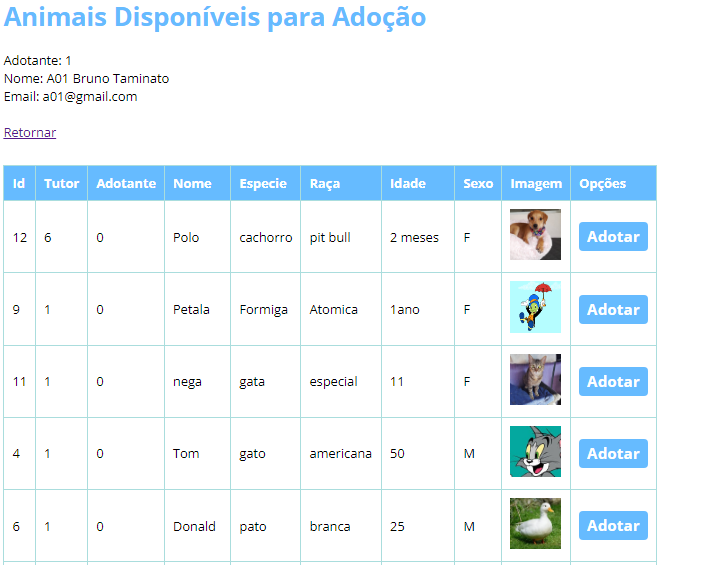 Animais Disponíveis para Adoção
Adotante: 1
Nome: A01 Bruno Taminato
Email: a01@gmail.com
Retornar
Id Tutor Adotante Nome Especie Raça Idade Sexo Imagem Opções
12 6 0 Polo cachorro pit bull 2 meses F Adotar
9 1 0 Petala Formiga Atomica 1ano F Adotar
11 1 0 nega gata especial 11 F Adotar
4 1 0 Tom gato americana 50 M Adotar
6 1 0 Donald pato branca 25 M Adotar